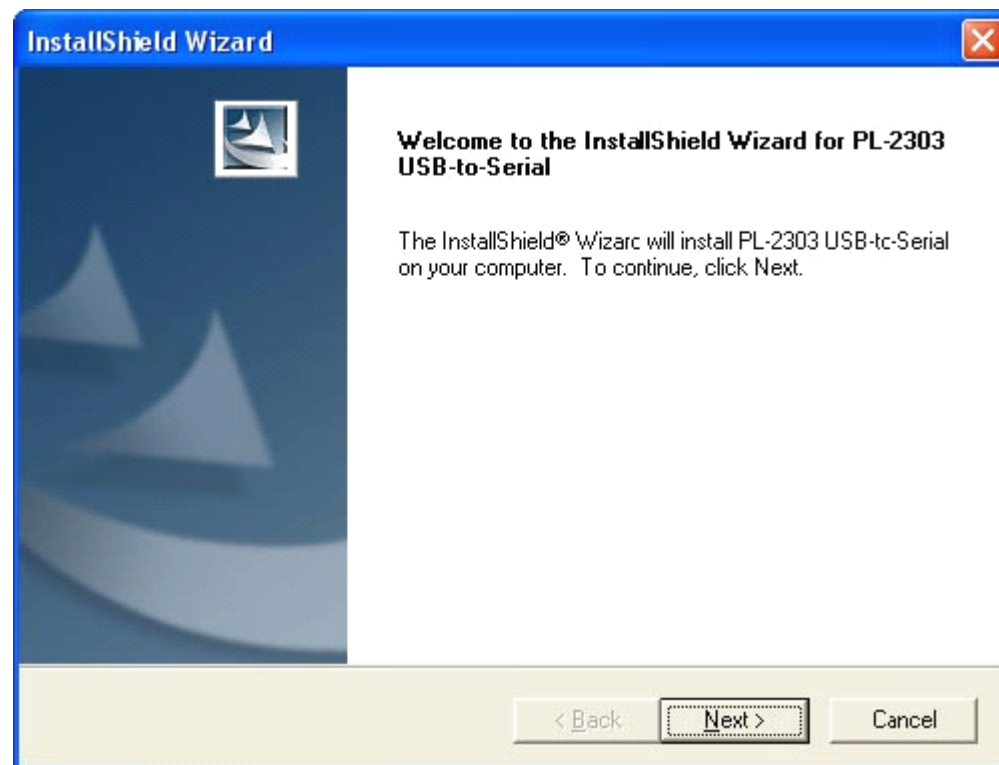 InstallShield Wizard
Welcome to the InstallShield Wizard for PL-2303
USB-to-Serial
The InstallShield® Wizarc will install PL-2303 USB-tc-Serial
on your computer. To continue, click Next.
< Back
Next >
Cancel